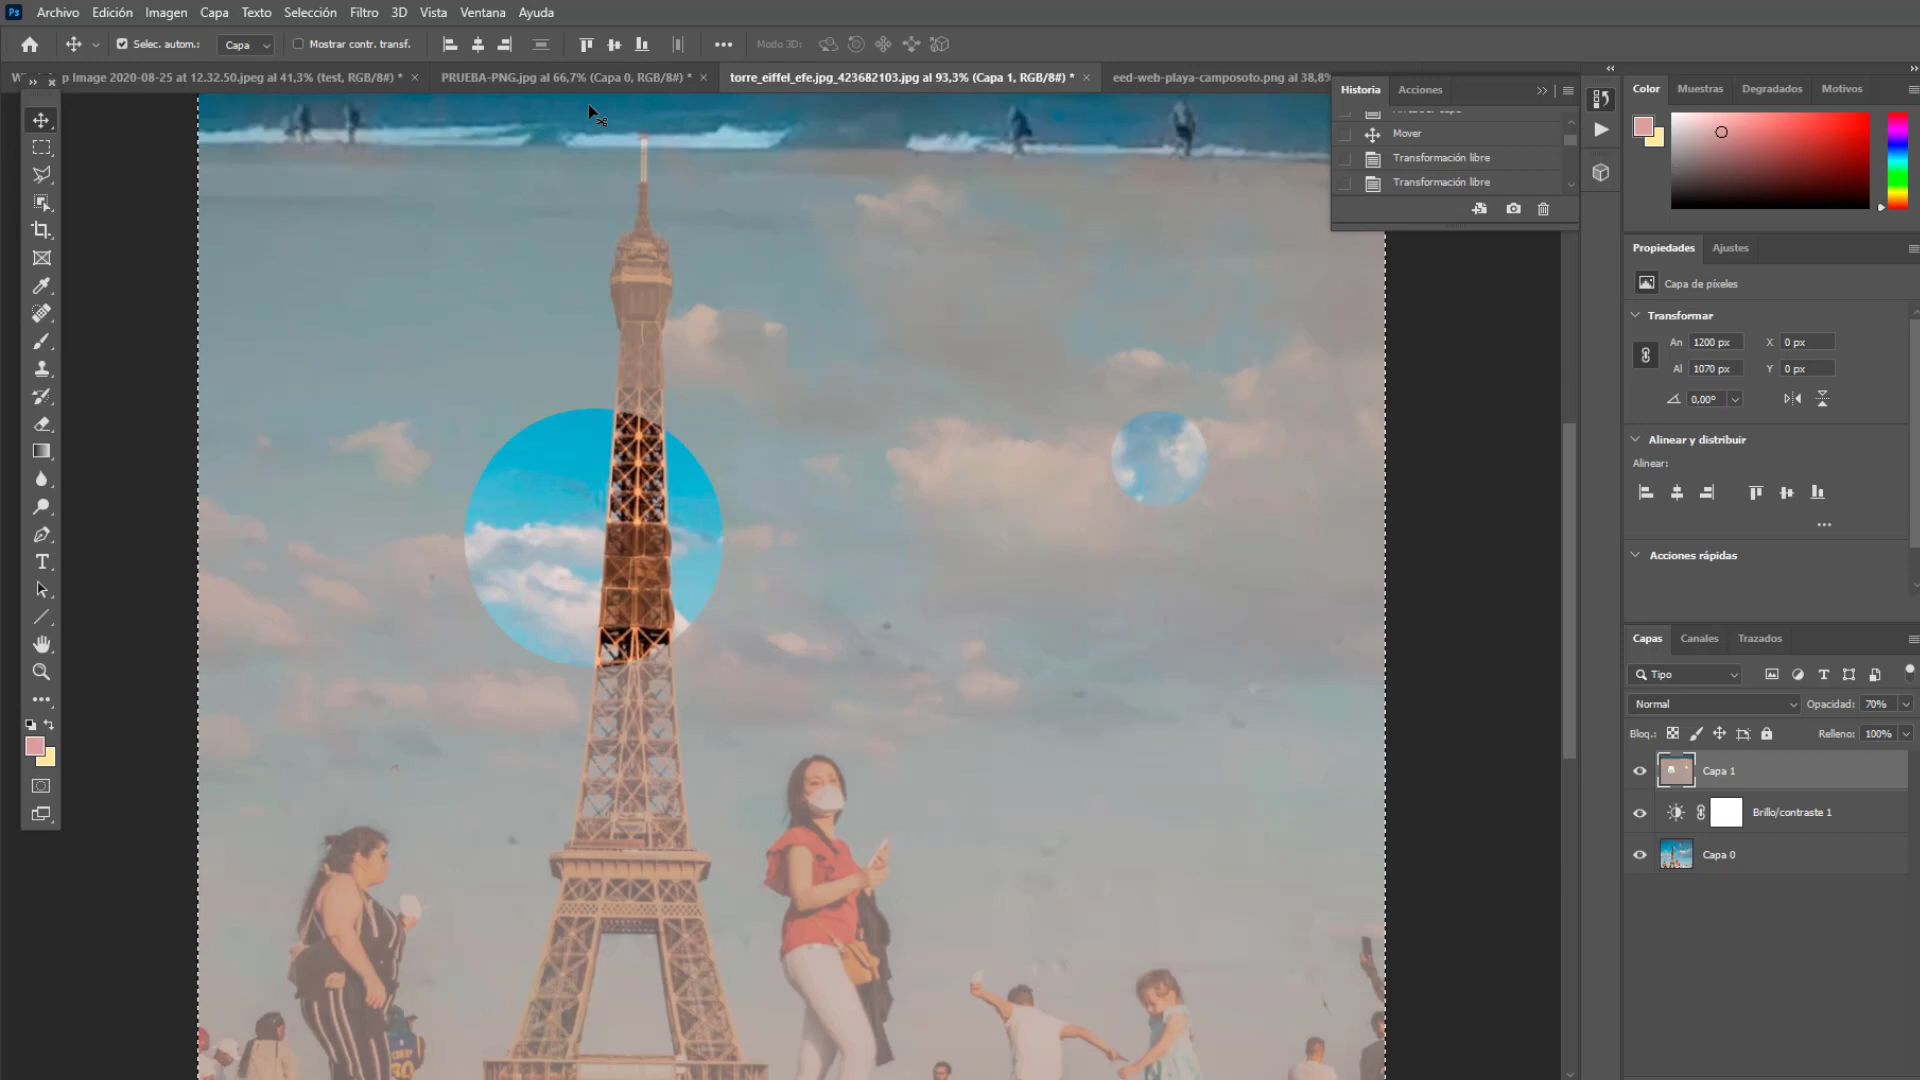 Ps Archivo Edición Imagen Capa Texto Selección Filtro 3D Vista Ventana Ayuda
Selec. autom.: Capa Mostrar contr. transf. Modo 3D:
p Image 2020-08-25 at 12.32.50.jpeg al 41,3% (test, RGB/8#) * × PRUEBA-PNG.jpg al 66,7% (Capa 0, RGB/8#) * × torre_eiffel_efe.jpg_423682103.jpg al 93,3% (Capa 1, RGB/8#) * × eed-web-playa-camposoto.png al 38,8%
Historia Acciones
Mover
Transformación libre
Transformación libre
Color Muestras Degradados Motivos
Propiedades Ajustes
Capa de píxeles
Transformar
An 1200 px X 0 px
Al 1070 px Y 0 px
0,00°
Alinear y distribuir
Alinear:
Acciones rápidas
Capas Canales Trazados
Tipo
Normal Opacidad: 70%
Bloq.: Relleno: 100%
Capa 1
Brillo/contraste 1
Capa 0
30